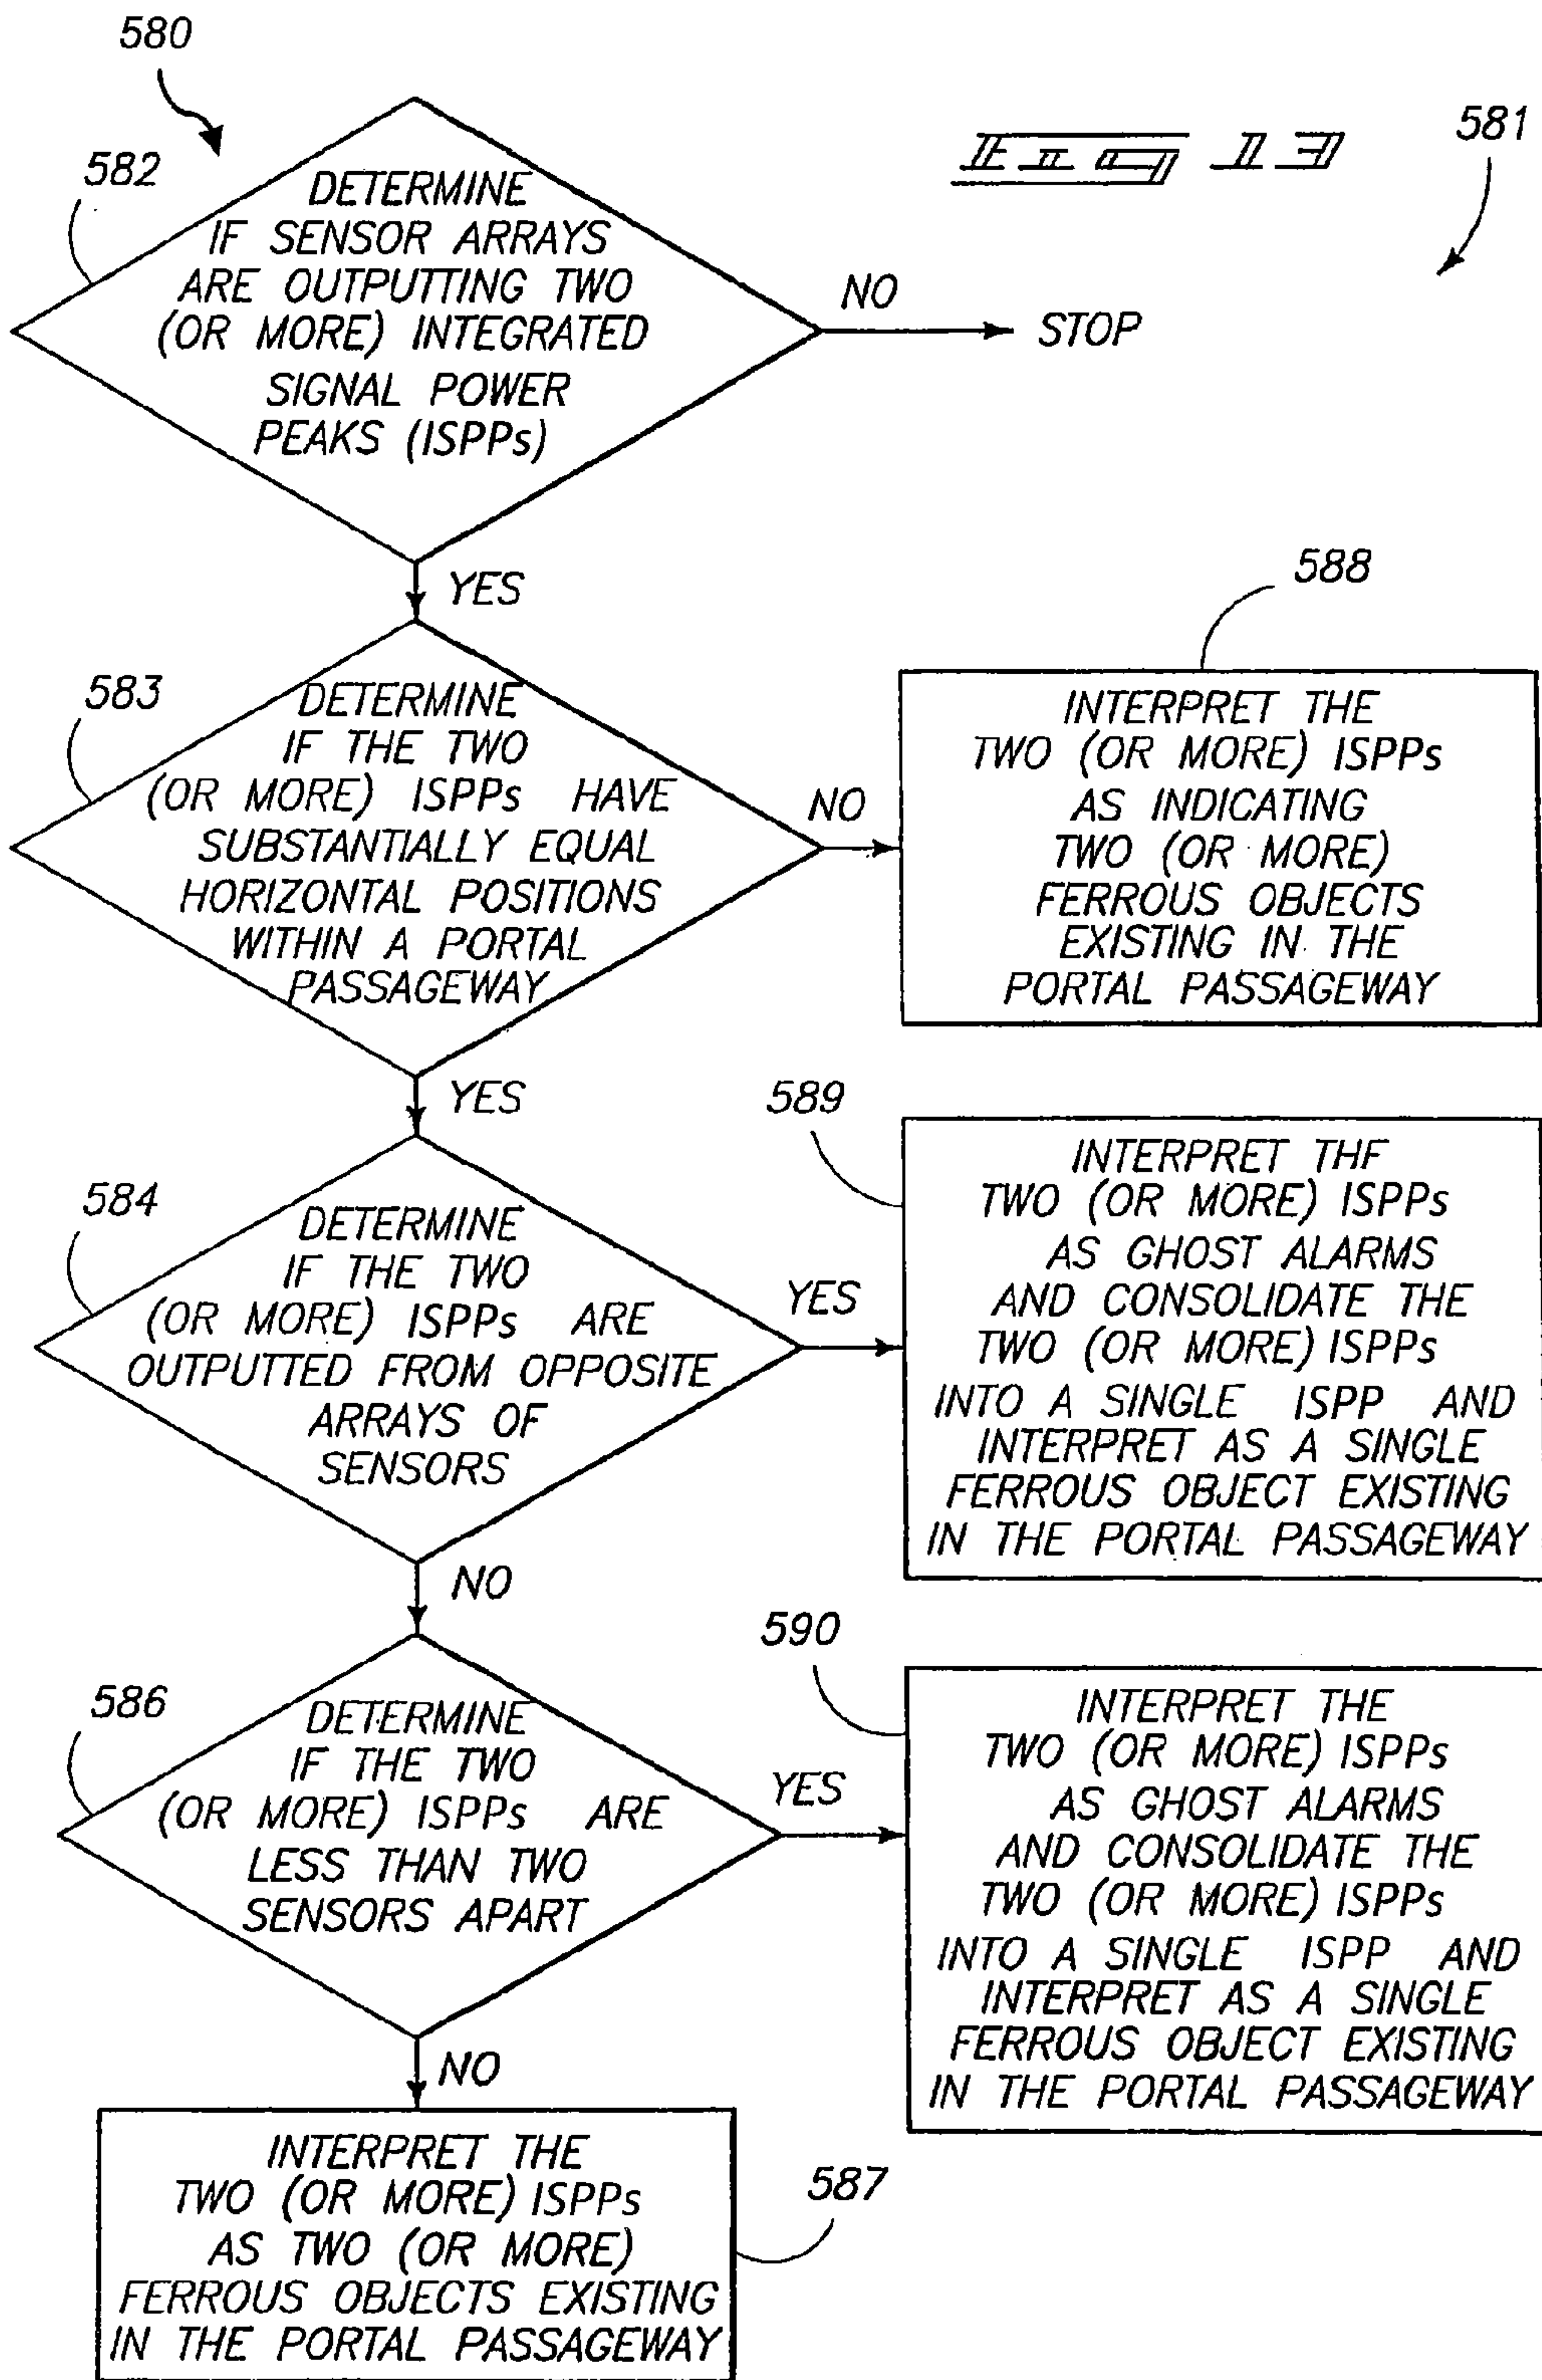 580
FIG 13
581
582
DETERMINE
IF SENSOR ARRAYS
ARE OUTPUTTING TWO
(OR MORE) INTEGRATED
SIGNAL POWER
PEAKS (ISPPs)
NO
STOP
YES
583
DETERMINE
IF THE TWO
(OR MORE) ISPPs HAVE
SUBSTANTIALLY EQUAL
HORIZONTAL POSITIONS
WITHIN A PORTAL
PASSAGEWAY
NO
588
INTERPRET THE
TWO (OR MORE) ISPPs
AS INDICATING
TWO (OR MORE)
FERROUS OBJECTS
EXISTING IN THE
PORTAL PASSAGEWAY
YES
584
DETERMINE
IF THE TWO
(OR MORE) ISPPs ARE
OUTPUTTED FROM OPPOSITE
ARRAYS OF
SENSORS
YES
589
INTERPRET THF
TWO (OR MORE) ISPPs
AS GHOST ALARMS
AND CONSOLIDATE THE
TWO (OR MORE) ISPPs
INTO A SINGLE ISPP AND
INTERPRET AS A SINGLE
FERROUS OBJECT EXISTING
IN THE PORTAL PASSAGEWAY
NO
586
DETERMINE
IF THE TWO
(OR MORE) ISPPs ARE
LESS THAN TWO
SENSORS APART
YES
590
INTERPRET THE
TWO (OR MORE) ISPPs
AS GHOST ALARMS
AND CONSOLIDATE THE
TWO (OR MORE) ISPPs
INTO A SINGLE ISPP AND
INTERPRET AS A SINGLE
FERROUS OBJECT EXISTING
IN THE PORTAL PASSAGEWAY
NO
INTERPRET THE
TWO (OR MORE) ISPPs
AS TWO (OR MORE)
FERROUS OBJECTS EXISTING
IN THE PORTAL PASSAGEWAY
587